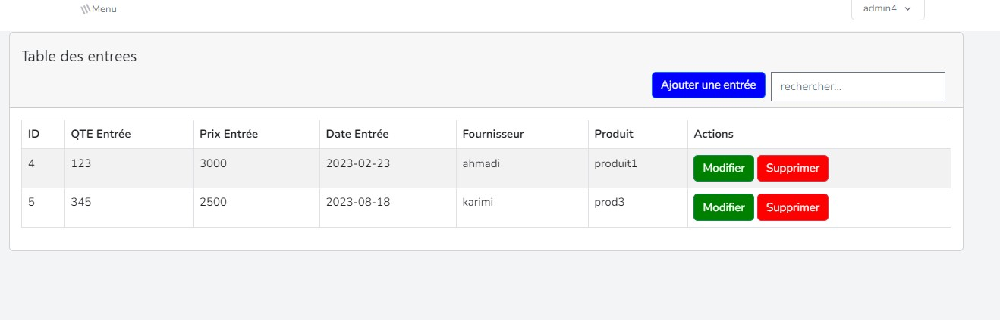 Menu
admin4
Table des entrees
Ajouter une entrée
rechercher...
ID QTE Entrée Prix Entrée Date Entrée Fournisseur Produit Actions
4 123 3000 2023-02-23 ahmadi produit1 Modifier Supprimer
5 345 2500 2023-08-18 karimi prod3 Modifier Supprimer